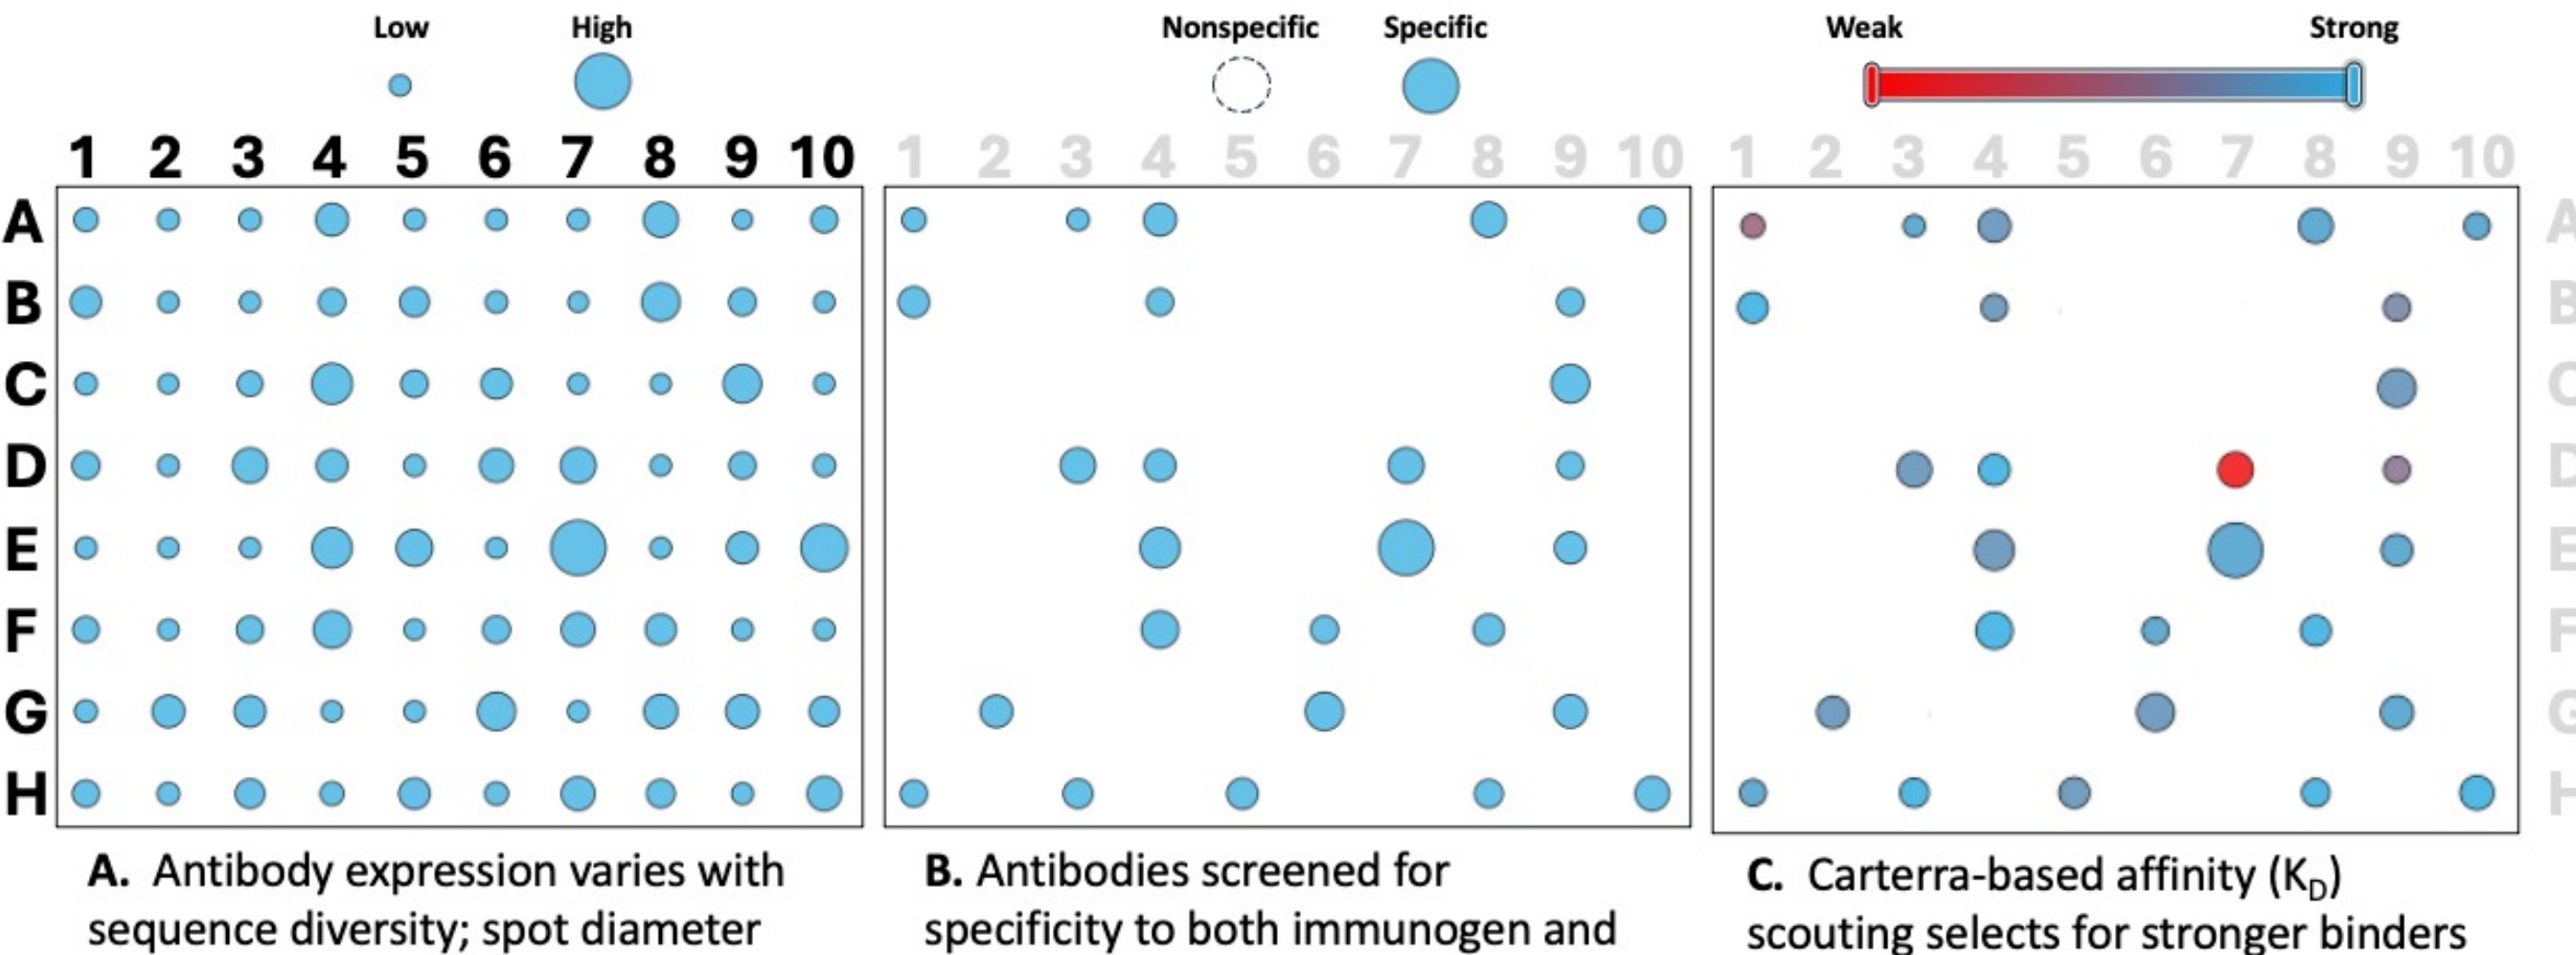 Low High
Nonspecific Specific
Weak Strong
1 2 3 4 5 6 7 8 9 10
1 2 3 4 5 6 7 8 9 10
1 2 3 4 5 6 7 8 9 10
A
B
C
D
E
F
G
H
A
B
C
D
E
F
G
H
A. Antibody expression varies with
sequence diversity; spot diameter
B. Antibodies screened for
specificity to both immunogen and
C. Carterra-based affinity (KD)
scouting selects for stronger binders